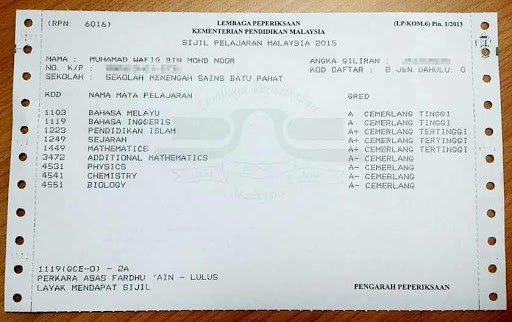 (RPN: 6016) LEMBAGA PEPERIKSAAN (LP/KOM.6) Pin. 1/2013
KEMENTERIAN PENDIDIKAN MALAYSIA
SIJIL PELAJARAN MALAYSIA 2015
NAMA : MUHAMAD WAFIQ BIN MOHD NOOR ANGKA GILIRAN :
NO. K/P : KOD DAFTAR : B JEN.DAHULU: 0
SEKOLAH : SEKOLAH MENENGAH SAINS BATU PAHAT
KOD NAMA MATA PELAJARAN GRED
1103 BAHASA MELAYU A CEMERLANG TINGGI
1119 BAHASA INGGERIS A CEMERLANG TINGGI
1223 PENDIDIKAN ISLAM A+ CEMERLANG TERTINGGI
1249 SEJARAH A+ CEMERLANG TERTINGGI
1449 MATHEMATICS A+ CEMERLANG TERTINGGI
3472 ADDITIONAL MATHEMATICS A- CEMERLANG
4531 PHYSICS A- CEMERLANG
4541 CHEMISTRY A- CEMERLANG
4551 BIOLOGY A- CEMERLANG
Lembaga Peperiksaan
Malaysia
1119(GCE-O) - 2A
PERKARA ASAS FARDHU 'AIN - LULUS
LAYAK MENDAPAT SIJIL PENGARAH PEPERIKSAAN